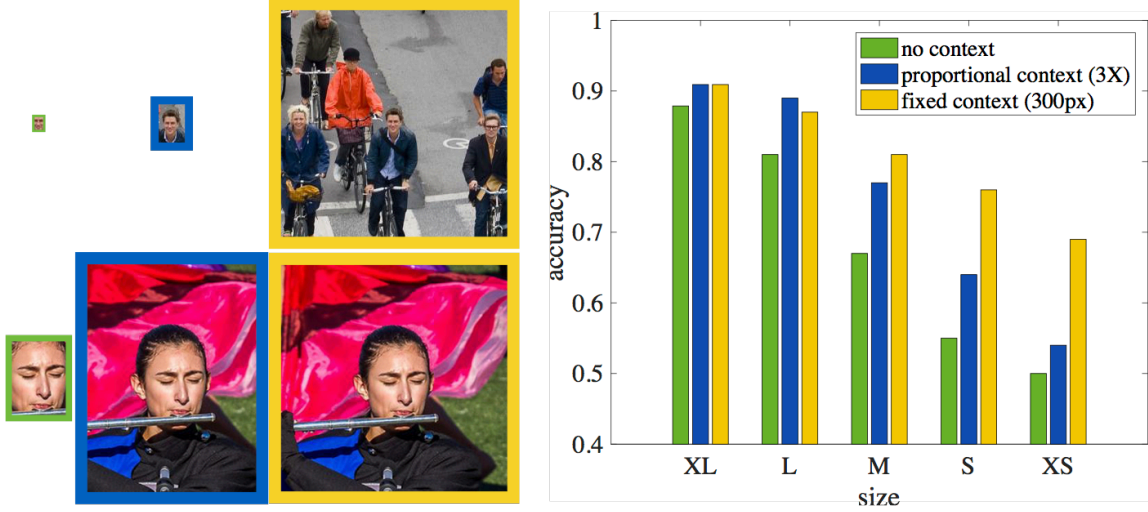 1
0.9
0.8
0.7
0.6
0.5
0.4
accuracy
no context
proportional context (3X)
fixed context (300px)
XL L M S XS
size